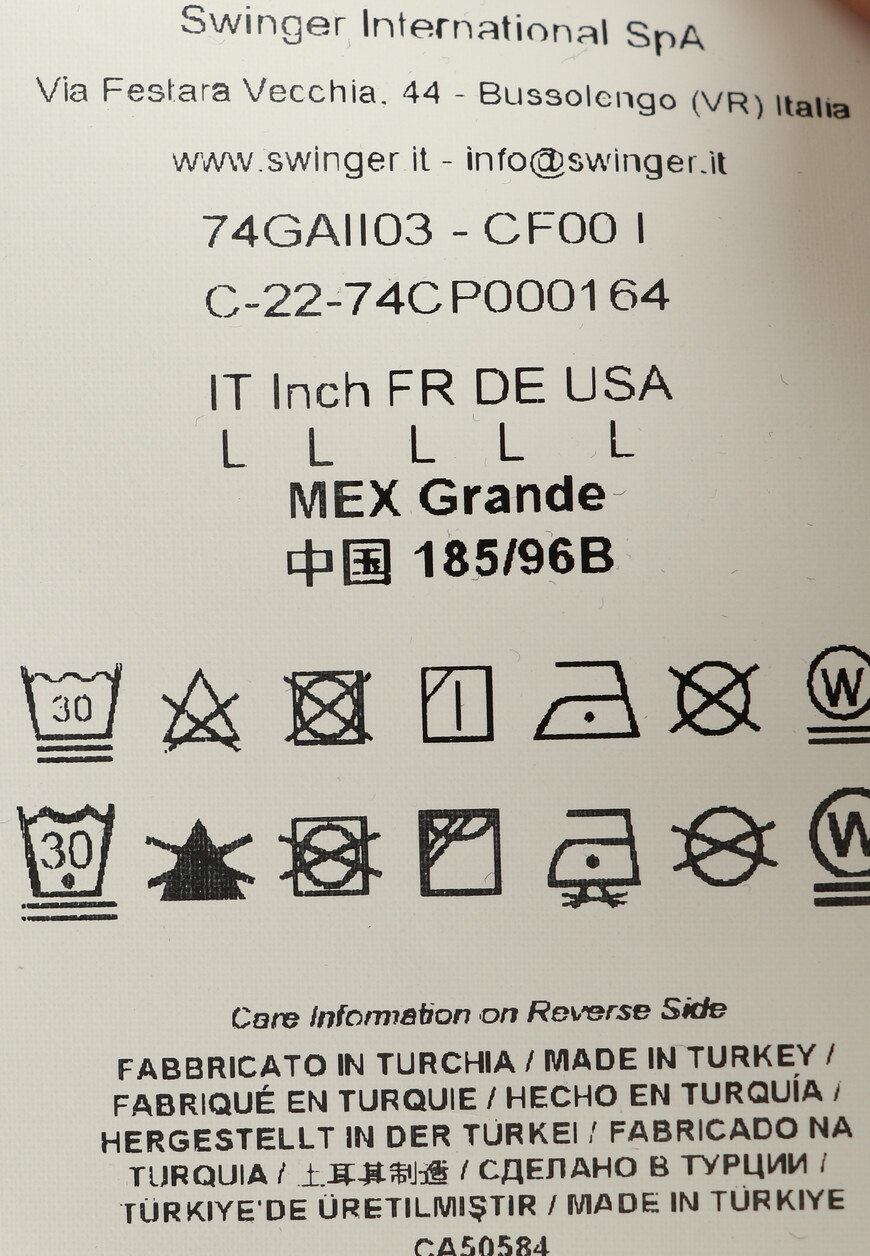 Swinger International SpA
Via Festara Vecchia, 44 - Bussolengo (VR) Italia
www.swinger.it - info@swinger.it
74GAII03 - CF00 I
C-22-74CP000164
IT Inch FR DE USA
L L L L L
MEX Grande
中国 185/96B
30 W
30 W
Care Information on Reverse Side
FABBRICATO IN TURCHIA / MADE IN TURKEY /
FABRIQUÉ EN TURQUIE / HECHO EN TURQUÍA /
HERGESTELLT IN DER TÜRKEI / FABRICADO NA
TURQUIA / 土耳其制造 / СДЕЛАНО В ТУРЦИИ /
TÜRKIYE'DE ÜRETILMIŞTIR / MADE IN TÜRKIYE
CA50584